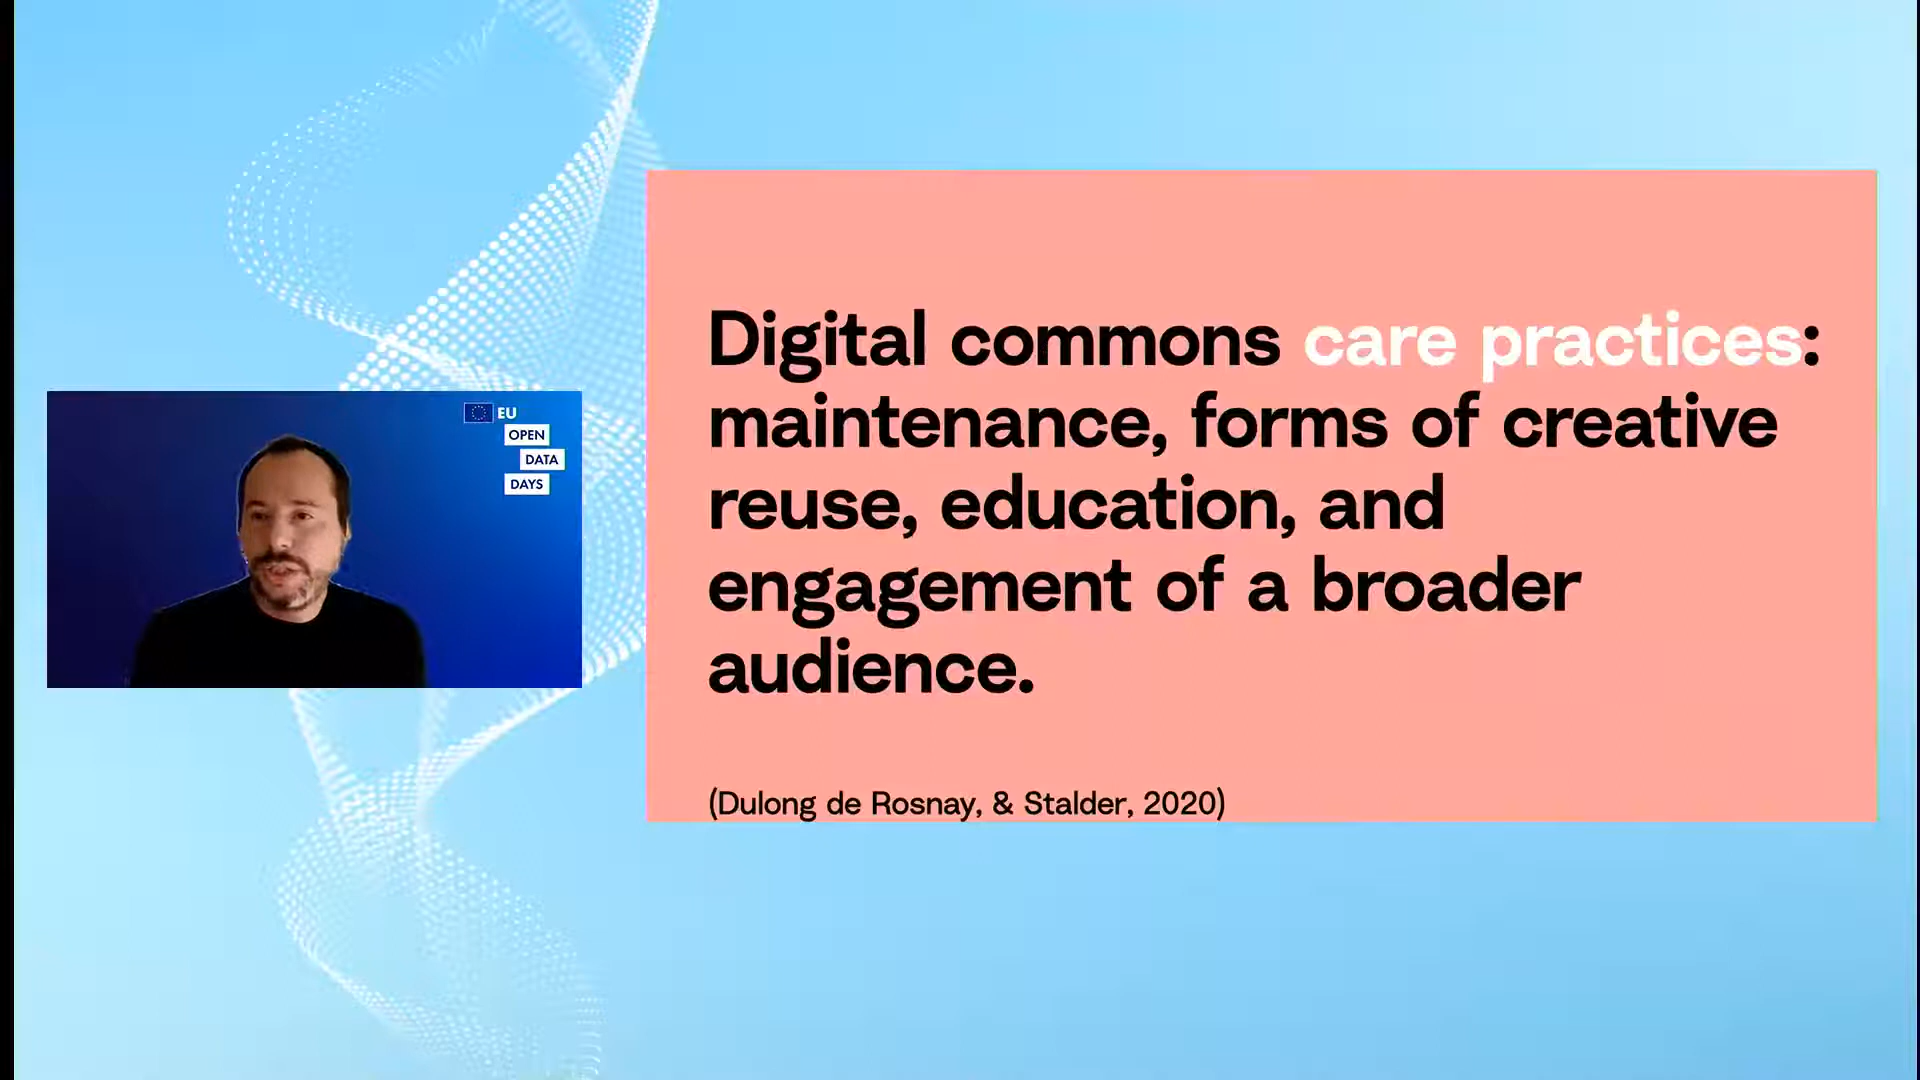 EU
OPEN
DATA
DAYS
Digital commons care practices:
maintenance, forms of creative
reuse, education, and
engagement of a broader
audience.
(Dulong de Rosnay, & Stalder, 2020)